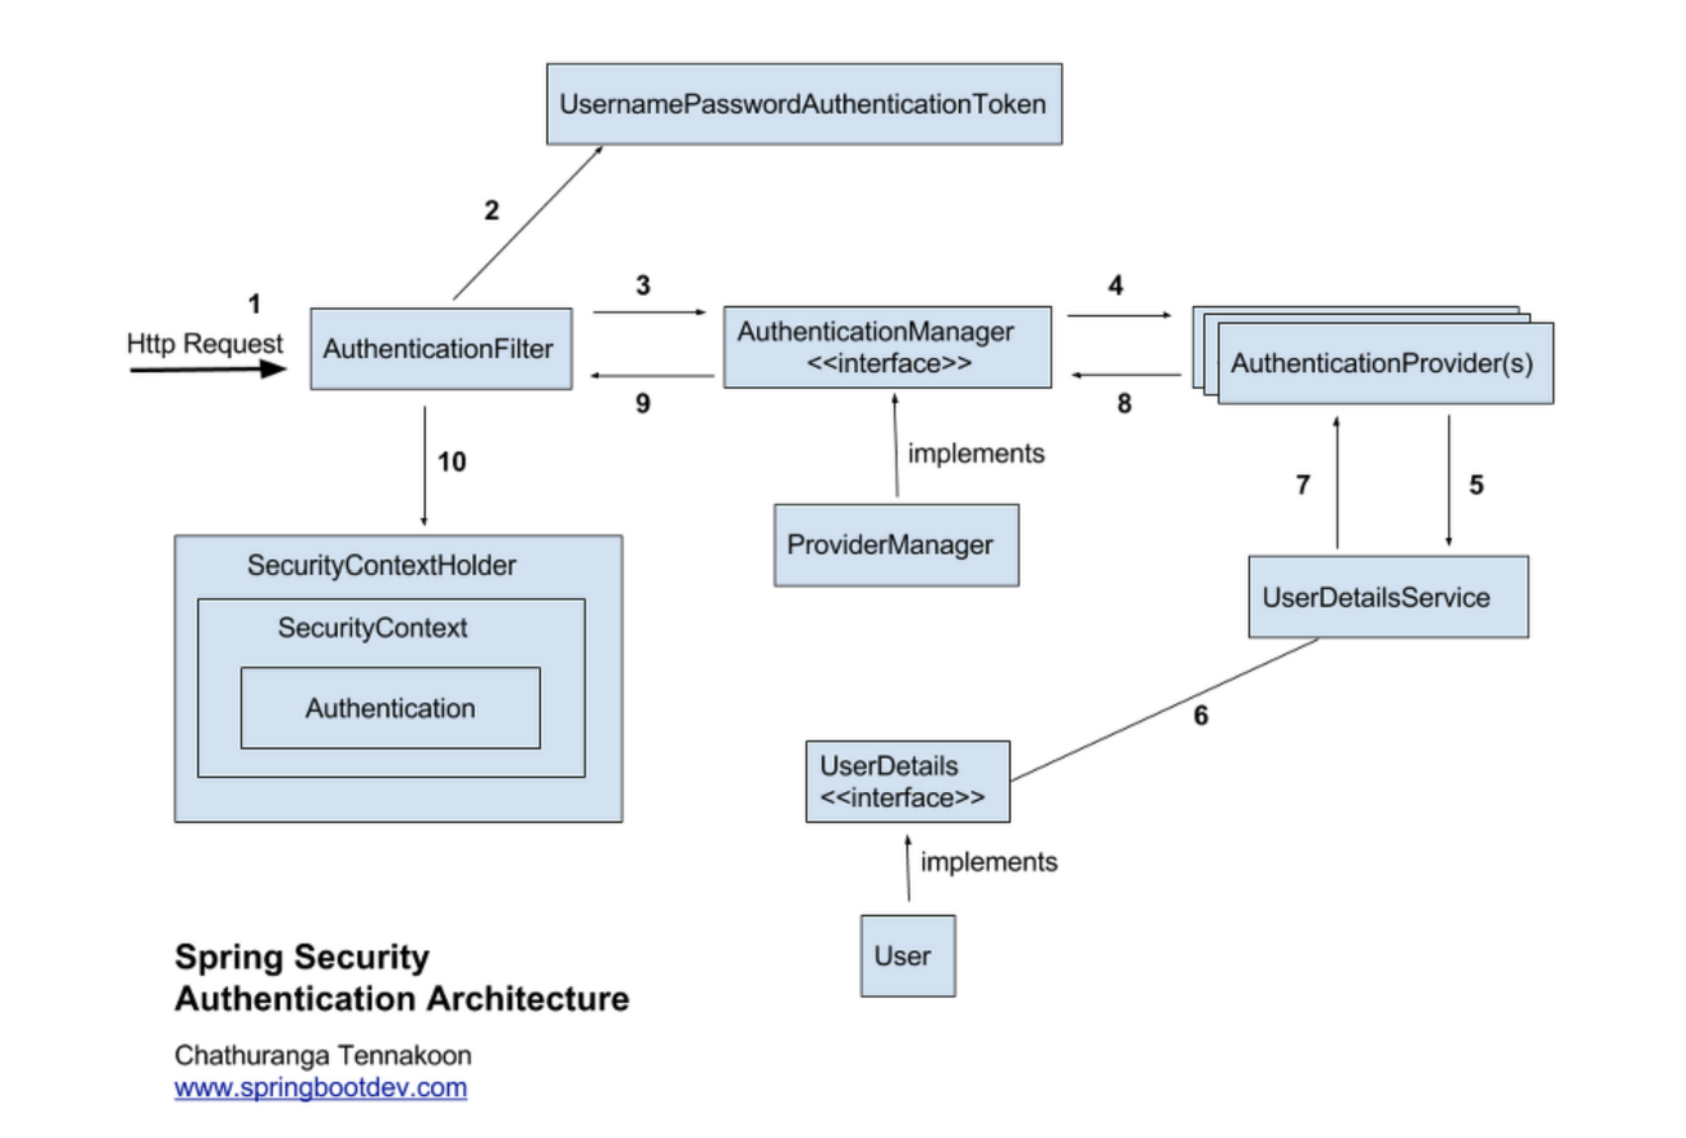 UsernamePasswordAuthenticationToken
2
1
Http Request
AuthenticationFilter
3
AuthenticationManager
<<interface>>
4
AuthenticationProvider(s)
9
8
10
implements
ProviderManager
7
5
UserDetailsService
SecurityContextHolder
SecurityContext
Authentication
6
UserDetails
<<interface>>
implements
User
Spring Security
Authentication Architecture
Chathuranga Tennakoon
www.springbootdev.com